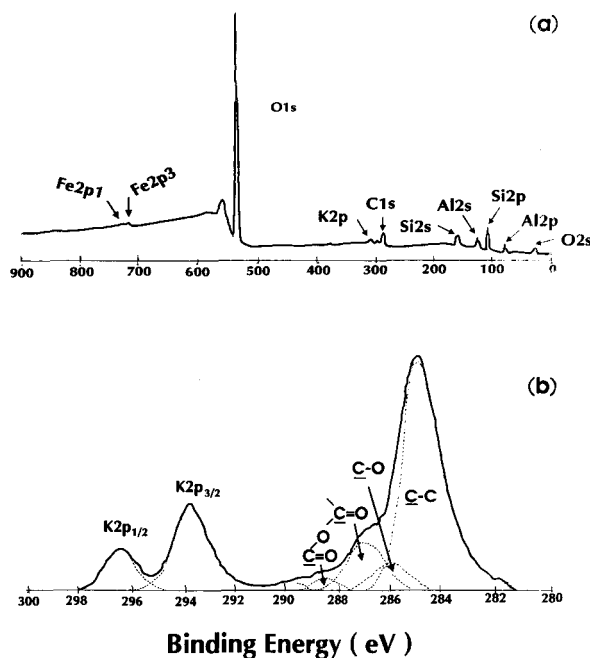 (a)
O1s
Fe2p1
Fe2p3
K2p
C1s
Si2s
Al2s
Si2p
Al2p
O2s
900 800 700 600 500 400 300 200 100 0
(b)
C-O
C-C
C=O
O
C=O
K2p3/2
K2p1/2
300 296 294 292 290 288 286 284 282 280
Binding Energy ( eV )